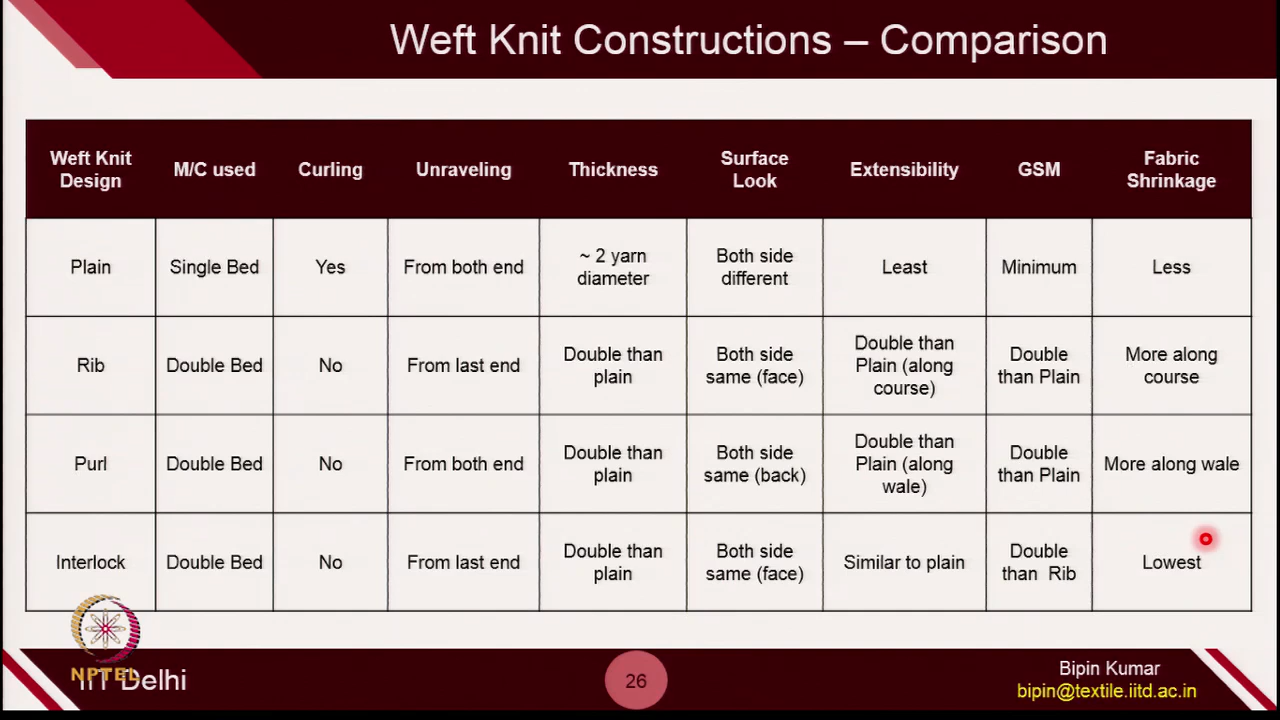 Weft Knit Constructions – Comparison
Weft Knit
Design
M/C used
Curling
Unraveling
Thickness
Surface
Look
Extensibility
GSM
Fabric
Shrinkage
Plain
Single Bed
Yes
From both end
~ 2 yarn
diameter
Both side
different
Least
Minimum
Less
Rib
Double Bed
No
From last end
Double than
plain
Both side
same (face)
Double than
Plain (along
course)
Double
than Plain
More along
course
Purl
Double Bed
No
From both end
Double than
plain
Both side
same (back)
Double than
Plain (along
wale)
Double
than Plain
More along wale
Interlock
Double Bed
No
From last end
Double than
plain
Both side
same (face)
Similar to plain
Double
than Rib
Lowest
NPTEL
IIT Delhi
26
Bipin Kumar
bipin@textile.iitd.ac.in